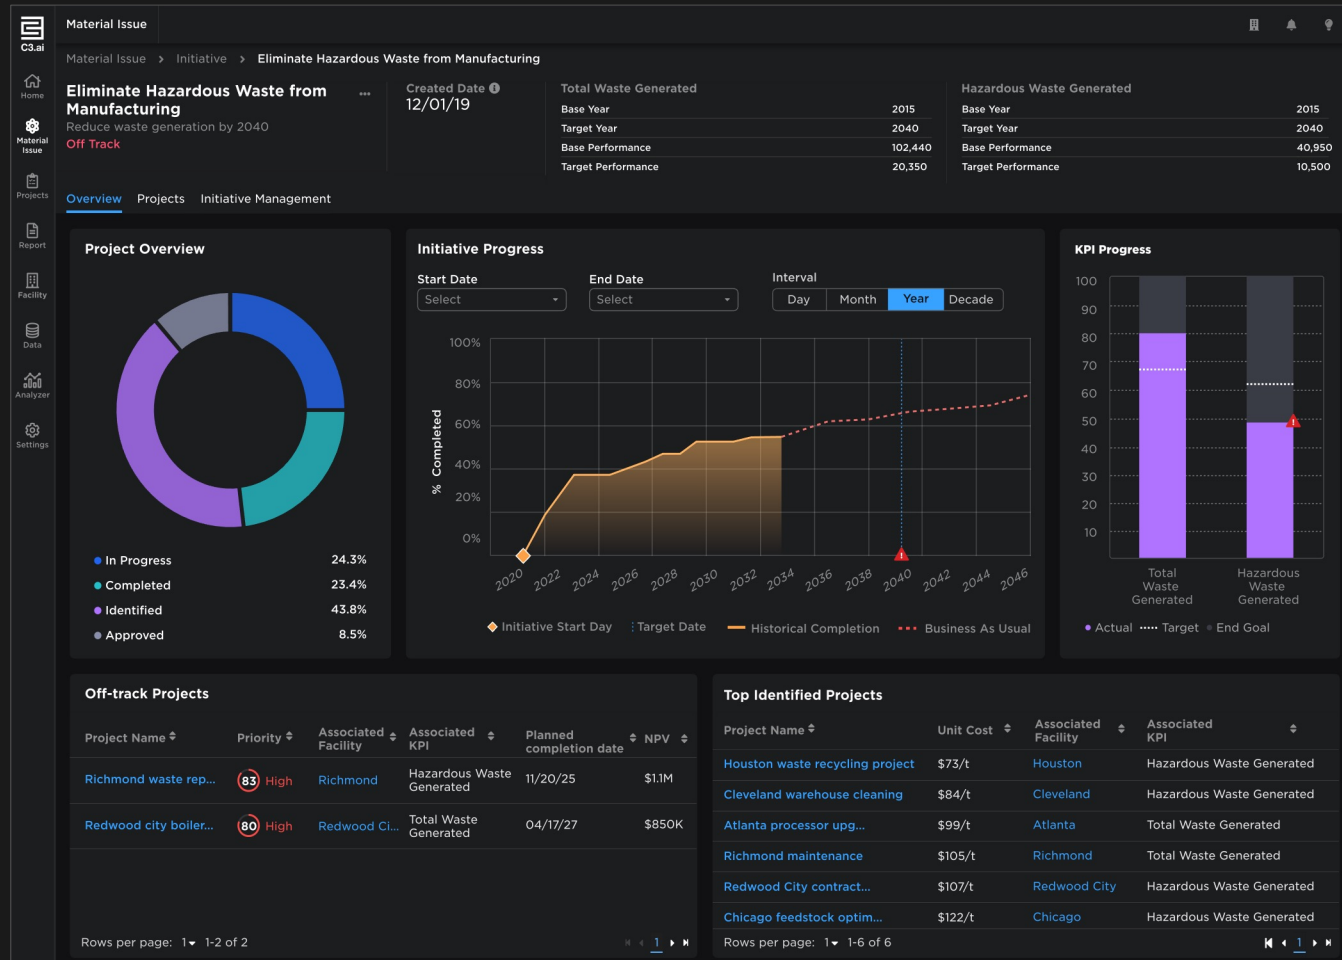 C3.ai
Material Issue
Home
Material
Issue
Projects
Report
Facility
Data
Analyzer
Settings
Material Issue > Initiative > Eliminate Hazardous Waste from Manufacturing
Eliminate Hazardous Waste from
Manufacturing
...
Reduce waste generation by 2040
Off Track
Created Date
12/01/19
Total Waste Generated
Base Year 2015
Target Year 2040
Base Performance 102,440
Target Performance 20,350
Hazardous Waste Generated
Base Year 2015
Target Year 2040
Base Performance 40,950
Target Performance 10,500
Overview Projects Initiative Management
Project Overview
In Progress 24.3%
Completed 23.4%
Identified 43.8%
Approved 8.5%
Initiative Progress
Start Date
Select
End Date
Select
Interval
Day Month Year Decade
% Completed
100%
80%
60%
40%
20%
0%
2020 2022 2024 2026 2028 2030 2032 2034 2036 2038 2040 2042 2044 2046
Initiative Start Day Target Date Historical Completion Business As Usual
KPI Progress
100
90
80
70
60
50
40
30
20
10
Total
Waste
Generated
Hazardous
Waste
Generated
Actual Target End Goal
Off-track Projects
Project Name Priority Associated Facility Associated KPI Planned completion date NPV
Richmond waste rep... 83 High Richmond Hazardous Waste Generated 11/20/25 $1.1M
Redwood city boiler... 80 High Redwood Ci... Total Waste Generated 04/17/27 $850K
Rows per page: 1 1-2 of 2
1
Top Identified Projects
Project Name Unit Cost Associated Facility Associated KPI
Houston waste recycling project $73/t Houston Hazardous Waste Generated
Cleveland warehouse cleaning $84/t Cleveland Hazardous Waste Generated
Atlanta processor upg... $99/t Atlanta Total Waste Generated
Richmond maintenance $105/t Richmond Total Waste Generated
Redwood City contract... $107/t Redwood City Hazardous Waste Generated
Chicago feedstock optim... $122/t Chicago Hazardous Waste Generated
Rows per page: 1 1-6 of 6
1